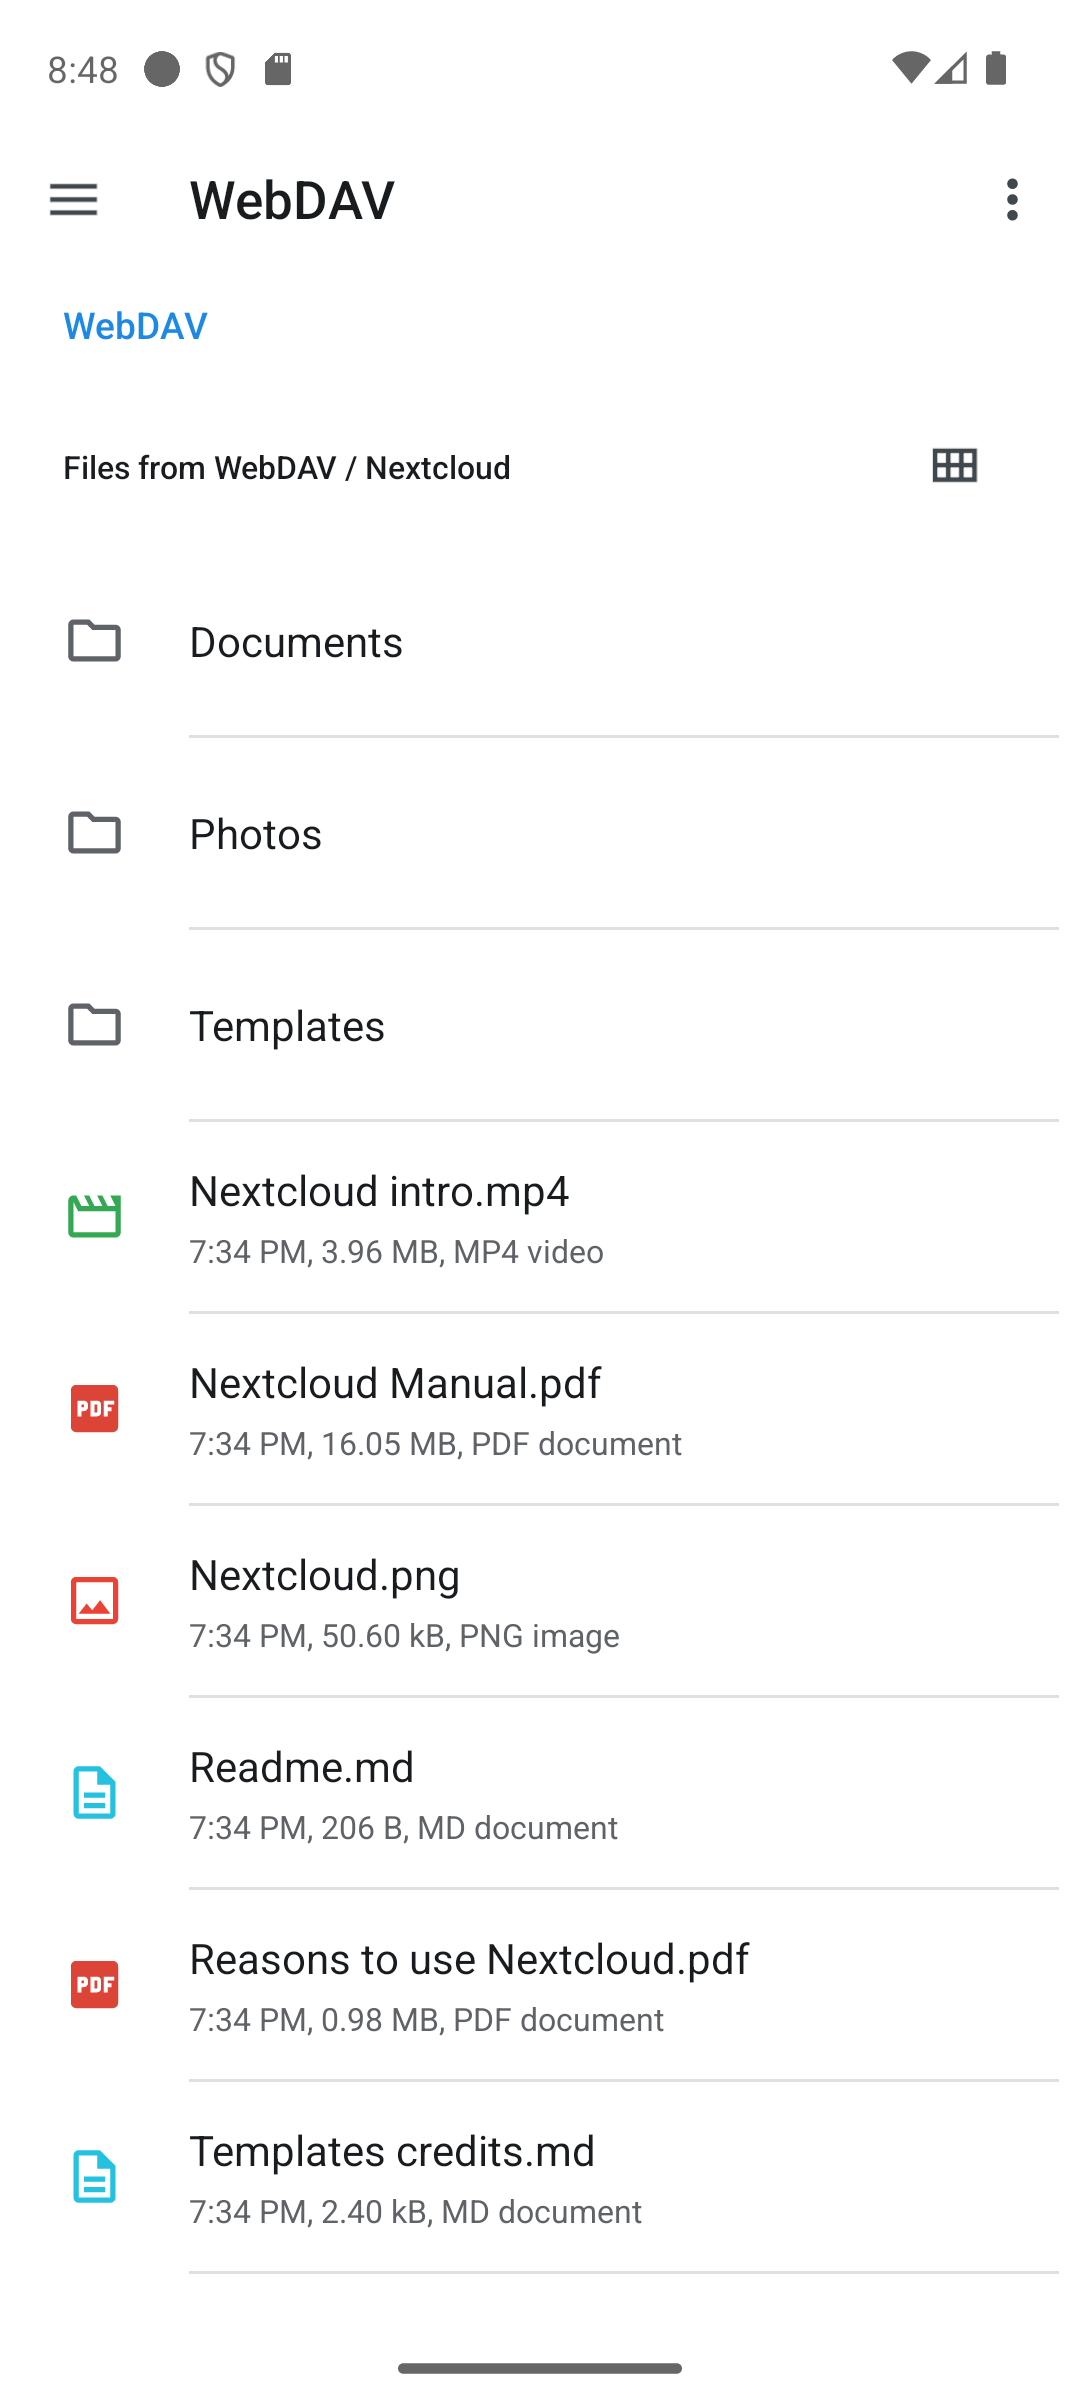 8:48
WebDAV
WebDAV
Files from WebDAV / Nextcloud
Documents
Photos
Templates
Nextcloud intro.mp4
7:34 PM, 3.96 MB, MP4 video
PDF
Nextcloud Manual.pdf
7:34 PM, 16.05 MB, PDF document
Nextcloud.png
7:34 PM, 50.60 kB, PNG image
Readme.md
7:34 PM, 206 B, MD document
PDF
Reasons to use Nextcloud.pdf
7:34 PM, 0.98 MB, PDF document
Templates credits.md
7:34 PM, 2.40 kB, MD document